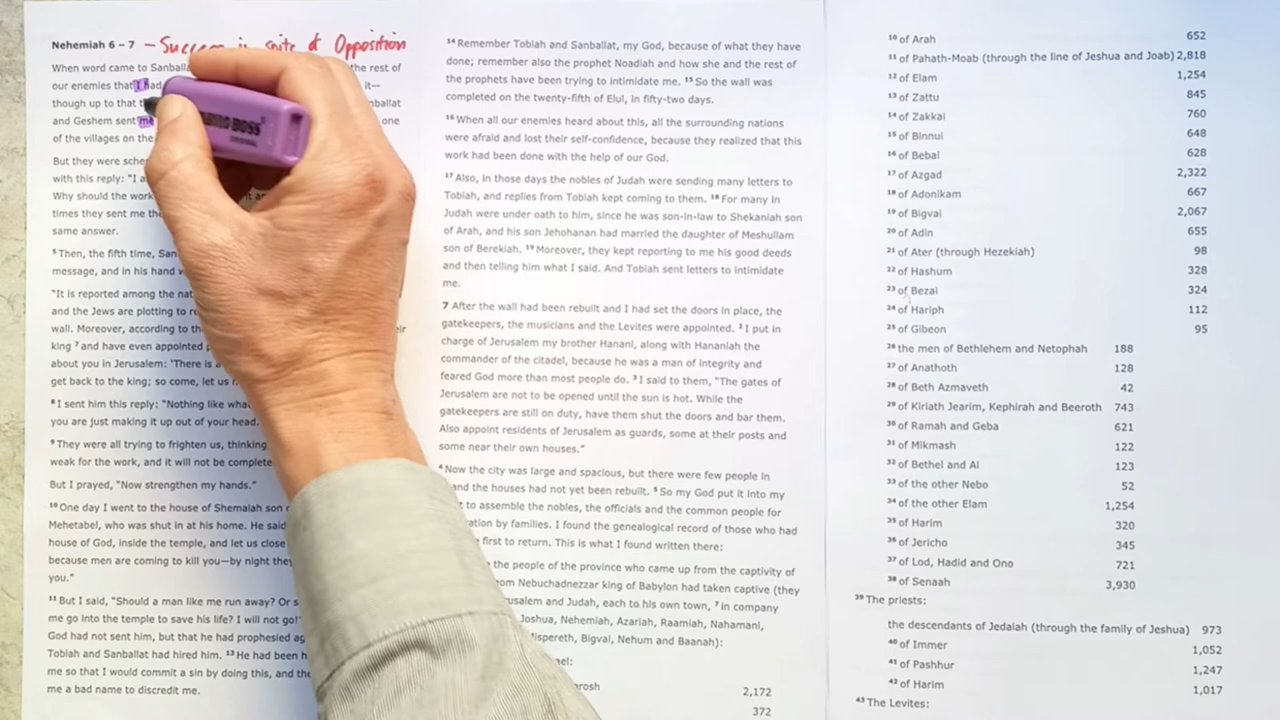 Nehemiah 6 – 7 – Success in spite of Opposition
When word came to Sanballa the rest of
our enemies that I had it—
though up to that t nballat
and Geshem sent me one
of the villages on the
But they were sche
with this reply: "I a
Why should the work
times they sent me the
same answer.
5 Then, the fifth time, San
message, and in his hand w
"It is reported among the nat
and the Jews are plotting to re
wall. Moreover, according to th eir
king 7 and have even appointed p
about you in Jerusalem: 'There is a
get back to the king; so come, let us
8 I sent him this reply: "Nothing like what
you are just making it up out of your head.
9 They were all trying to frighten us, thinking
weak for the work, and it will not be complete
But I prayed, "Now strengthen my hands."
10 One day I went to the house of Shemaiah son
Mehetabel, who was shut in at his home. He said
house of God, inside the temple, and let us close
because men are coming to kill you—by night they
you."
11 But I said, "Should a man like me run away? Or s
me go into the temple to save his life? I will not go!"
God had not sent him, but that he had prophesied ag
Tobiah and Sanballat had hired him. 13 He had been h
me so that I would commit a sin by doing this, and the
me a bad name to discredit me.
BOSS
ORIGINAL
14 Remember Tobiah and Sanballat, my God, because of what they have
done; remember also the prophet Noadiah and how she and the rest of
the prophets have been trying to intimidate me. 15 So the wall was
completed on the twenty-fifth of Elul, in fifty-two days.
16 When all our enemies heard about this, all the surrounding nations
were afraid and lost their self-confidence, because they realized that this
work had been done with the help of our God.
17 Also, in those days the nobles of Judah were sending many letters to
Tobiah, and replies from Tobiah kept coming to them. 18 For many in
Judah were under oath to him, since he was son-in-law to Shekaniah son
of Arah, and his son Jehohanan had married the daughter of Meshullam
son of Berekiah. 19 Moreover, they kept reporting to me his good deeds
and then telling him what I said. And Tobiah sent letters to intimidate
me.
7 After the wall had been rebuilt and I had set the doors in place, the
gatekeepers, the musicians and the Levites were appointed. 2 I put in
charge of Jerusalem my brother Hanani, along with Hananiah the
commander of the citadel, because he was a man of integrity and
feared God more than most people do. 3 I said to them, "The gates of
Jerusalem are not to be opened until the sun is hot. While the
gatekeepers are still on duty, have them shut the doors and bar them.
Also appoint residents of Jerusalem as guards, some at their posts and
some near their own houses."
4 Now the city was large and spacious, but there were few people in
and the houses had not yet been rebuilt. 5 So my God put it into my
t to assemble the nobles, the officials and the common people for
ation by families. I found the genealogical record of those who had
first to return. This is what I found written there:
the people of the province who came up from the captivity of
om Nebuchadnezzar king of Babylon had taken captive (they
rusalem and Judah, each to his own town, 7 in company
Joshua, Nehemiah, Azariah, Raamiah, Nahamani,
ispereth, Bigvai, Nehum and Baanah):
ael:
arosh 2,172
372
10 of Arah 652
11 of Pahath-Moab (through the line of Jeshua and Joab) 2,818
12 of Elam 1,254
13 of Zattu 845
14 of Zakkai 760
15 of Binnui 648
16 of Bebai 628
17 of Azgad 2,322
18 of Adonikam 667
19 of Bigvai 2,067
20 of Adin 655
21 of Ater (through Hezekiah) 98
22 of Hashum 328
23 of Bezai 324
24 of Hariph 112
25 of Gibeon 95
26 the men of Bethlehem and Netophah 188
27 of Anathoth 128
28 of Beth Azmaveth 42
29 of Kiriath Jearim, Kephirah and Beeroth 743
30 of Ramah and Geba 621
31 of Mikmash 122
32 of Bethel and Ai 123
33 of the other Nebo 52
34 of the other Elam 1,254
35 of Harim 320
36 of Jericho 345
37 of Lod, Hadid and Ono 721
38 of Senaah 3,930
39 The priests:
the descendants of Jedaiah (through the family of Jeshua) 973
40 of Immer 1,052
41 of Pashhur 1,247
42 of Harim 1,017
43 The Levites: